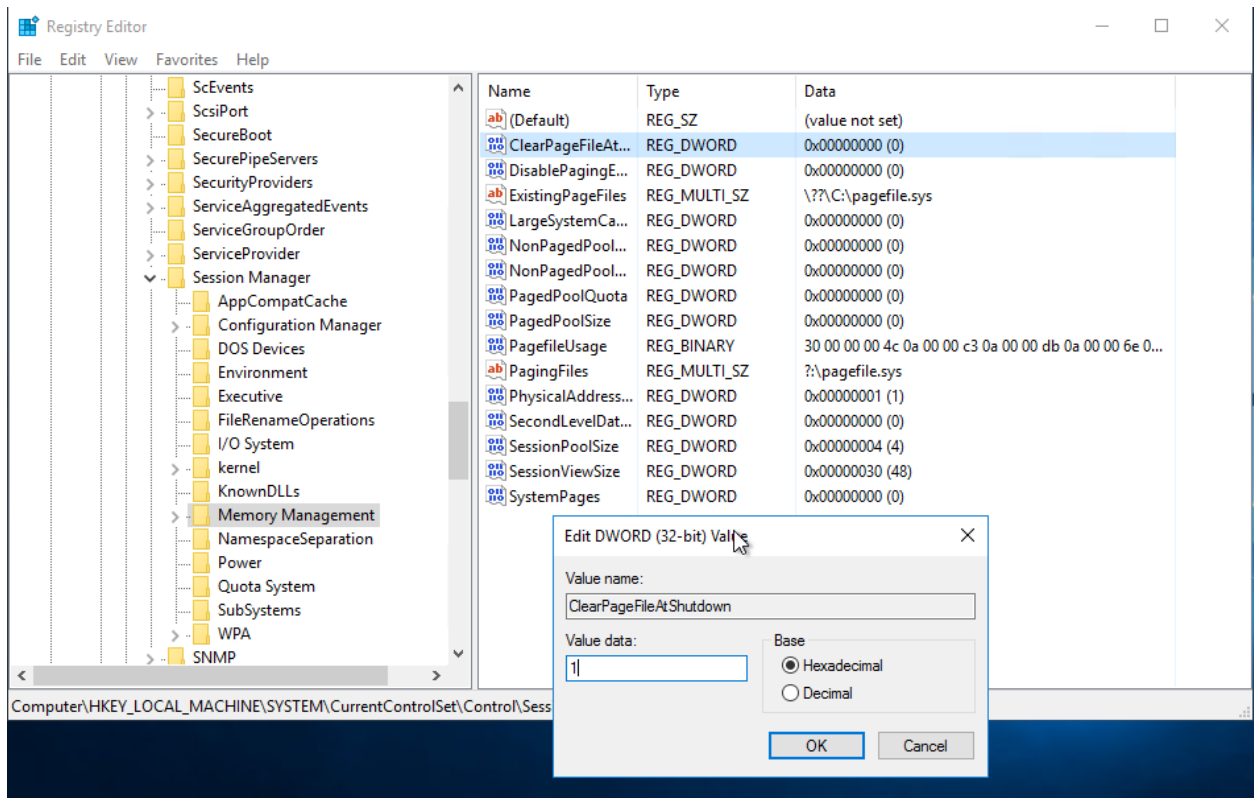 Registry Editor
File Edit View Favorites Help
ScEvents
ScsiPort
SecureBoot
SecurePipeServers
SecurityProviders
ServiceAggregatedEvents
ServiceGroupOrder
ServiceProvider
Session Manager
AppCompatCache
Configuration Manager
DOS Devices
Environment
Executive
FileRenameOperations
I/O System
kernel
KnownDLLs
Memory Management
NamespaceSeparation
Power
Quota System
SubSystems
WPA
SNMP
Name Type Data
(Default) REG_SZ (value not set)
ClearPageFileAt... REG_DWORD 0x00000000 (0)
DisablePagingE... REG_DWORD 0x00000000 (0)
ExistingPageFiles REG_MULTI_SZ \??\C:\pagefile.sys
LargeSystemCa... REG_DWORD 0x00000000 (0)
NonPagedPool... REG_DWORD 0x00000000 (0)
NonPagedPool... REG_DWORD 0x00000000 (0)
PagedPoolQuota REG_DWORD 0x00000000 (0)
PagedPoolSize REG_DWORD 0x00000000 (0)
PagefileUsage REG_BINARY 30 00 00 00 4c 0a 00 00 c3 0a 00 00 db 0a 00 00 6e 0...
PagingFiles REG_MULTI_SZ ?:\pagefile.sys
PhysicalAddress... REG_DWORD 0x00000001 (1)
SecondLevelDat... REG_DWORD 0x00000000 (0)
SessionPoolSize REG_DWORD 0x00000004 (4)
SessionViewSize REG_DWORD 0x00000030 (48)
SystemPages REG_DWORD 0x00000000 (0)
Edit DWORD (32-bit) Value
Value name:
ClearPageFileAtShutdown
Value data: Base
1 Hexadecimal
Decimal
OK Cancel
Computer\HKEY_LOCAL_MACHINE\SYSTEM\CurrentControlSet\Control\Sess